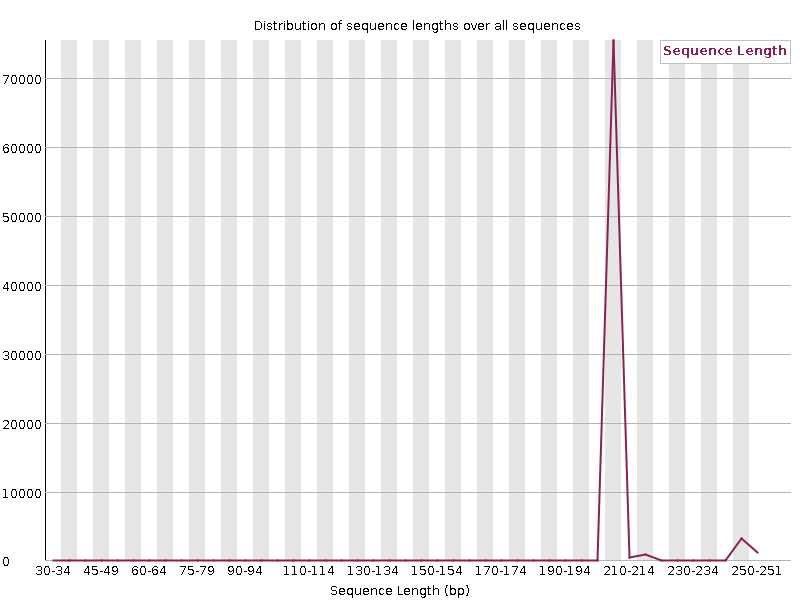 Distribution of sequence lengths over all sequences
Sequence Length
70000
60000
50000
40000
30000
20000
10000
0
30-34 45-49 60-64 75-79 90-94 110-114 130-134 150-154 170-174 190-194 210-214 230-234 250-251
Sequence Length (bp)